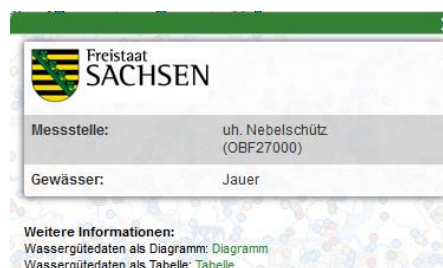 Freistaat
SACHSEN
Messstelle: uh. Nebelschütz
(OBF27000)
Gewässer: Jauer
Weitere Informationen:
Wassergütedaten als Diagramm: Diagramm
Wassergütedaten als Tabelle: Tabelle